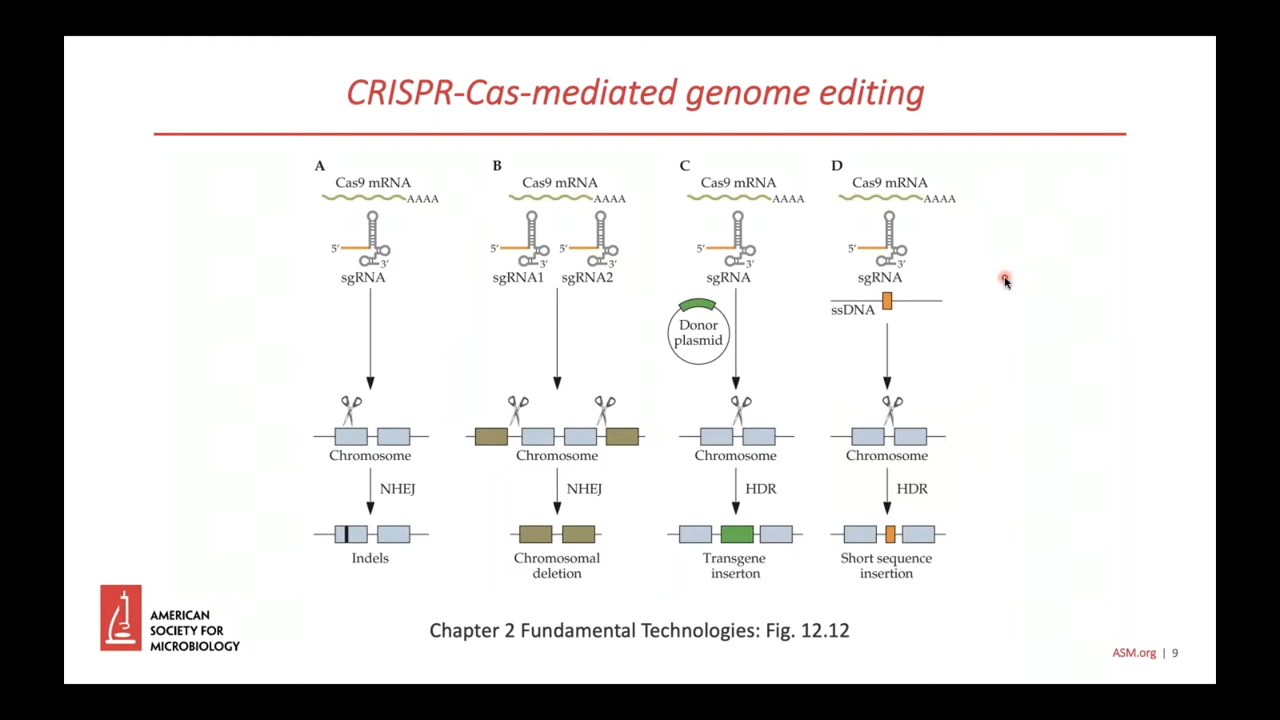 CRISPR-Cas-mediated genome editing
A
Cas9 mRNA
AAAA
5′
3′
sgRNA
Chromosome
NHEJ
Indels
B
Cas9 mRNA
AAAA
5′
3′
5′
3′
sgRNA1
sgRNA2
Chromosome
NHEJ
Chromosomal
deletion
C
Cas9 mRNA
AAAA
5′
3′
sgRNA
Donor
plasmid
Chromosome
HDR
Transgene
inserton
D
Cas9 mRNA
AAAA
5′
3′
sgRNA
ssDNA
Chromosome
HDR
Short sequence
insertion
AMERICAN
SOCIETY FOR
MICROBIOLOGY
Chapter 2 Fundamental Technologies: Fig. 12.12
ASM.org | 9